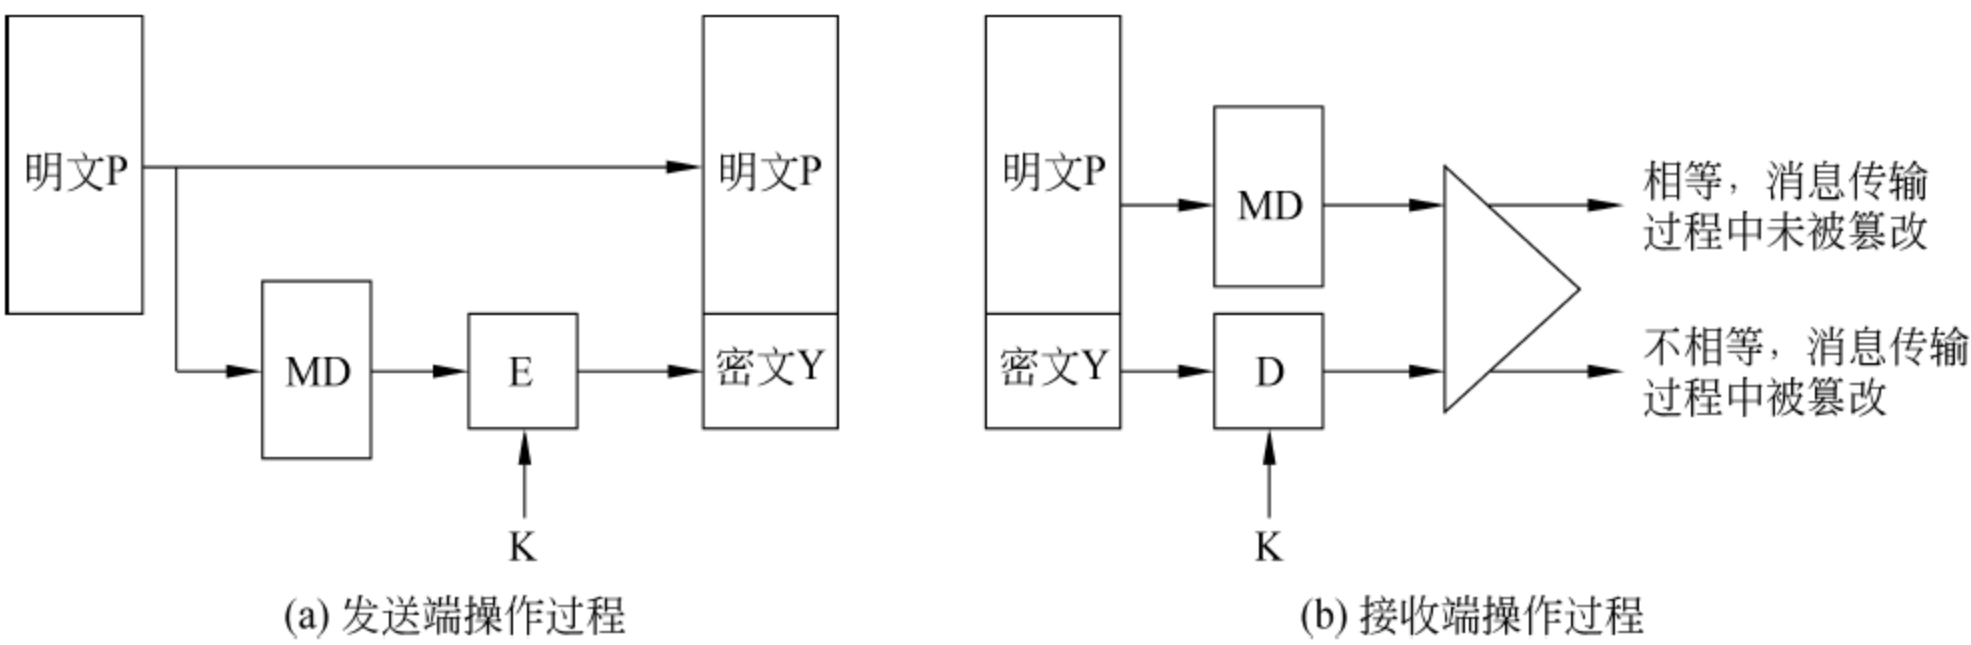 明文P
MD
E
K
明文P
密文Y
(a) 发送端操作过程
明文P
密文Y
MD
D
K
相等，消息传输
过程中未被篡改
不相等，消息传输
过程中被篡改
(b) 接收端操作过程